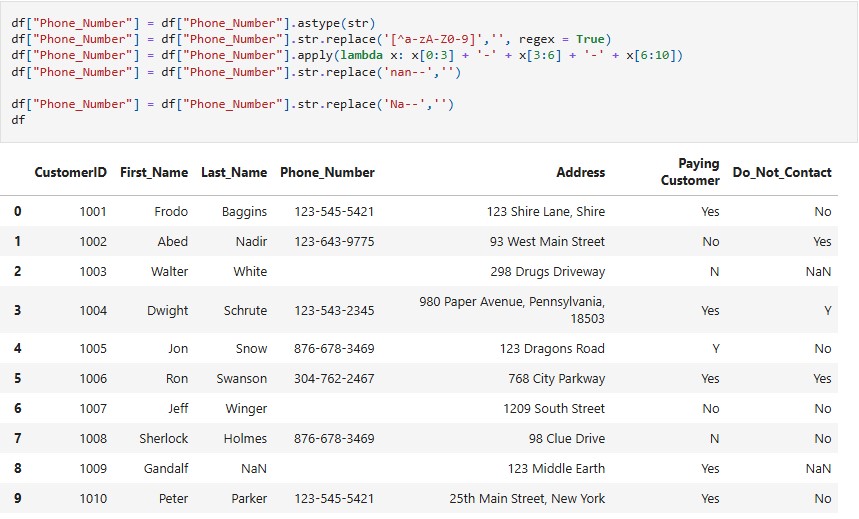 df["Phone_Number"] = df["Phone_Number"].astype(str)
df["Phone_Number"] = df["Phone_Number"].str.replace('[^a-zA-Z0-9]','', regex = True)
df["Phone_Number"] = df["Phone_Number"].apply(lambda x: x[0:3] + '-' + x[3:6] + '-' + x[6:10])
df["Phone_Number"] = df["Phone_Number"].str.replace('nan--','')
df["Phone_Number"] = df["Phone_Number"].str.replace('Na--','')
df
CustomerID First_Name Last_Name Phone_Number Address Paying Customer Do_Not_Contact
0 1001 Frodo Baggins 123-545-5421 123 Shire Lane, Shire Yes No
1 1002 Abed Nadir 123-643-9775 93 West Main Street No Yes
2 1003 Walter White 298 Drugs Driveway N NaN
3 1004 Dwight Schrute 123-543-2345 980 Paper Avenue, Pennsylvania, 18503 Yes Y
4 1005 Jon Snow 876-678-3469 123 Dragons Road Y No
5 1006 Ron Swanson 304-762-2467 768 City Parkway Yes Yes
6 1007 Jeff Winger 1209 South Street No No
7 1008 Sherlock Holmes 876-678-3469 98 Clue Drive N No
8 1009 Gandalf NaN 123 Middle Earth Yes NaN
9 1010 Peter Parker 123-545-5421 25th Main Street, New York Yes No